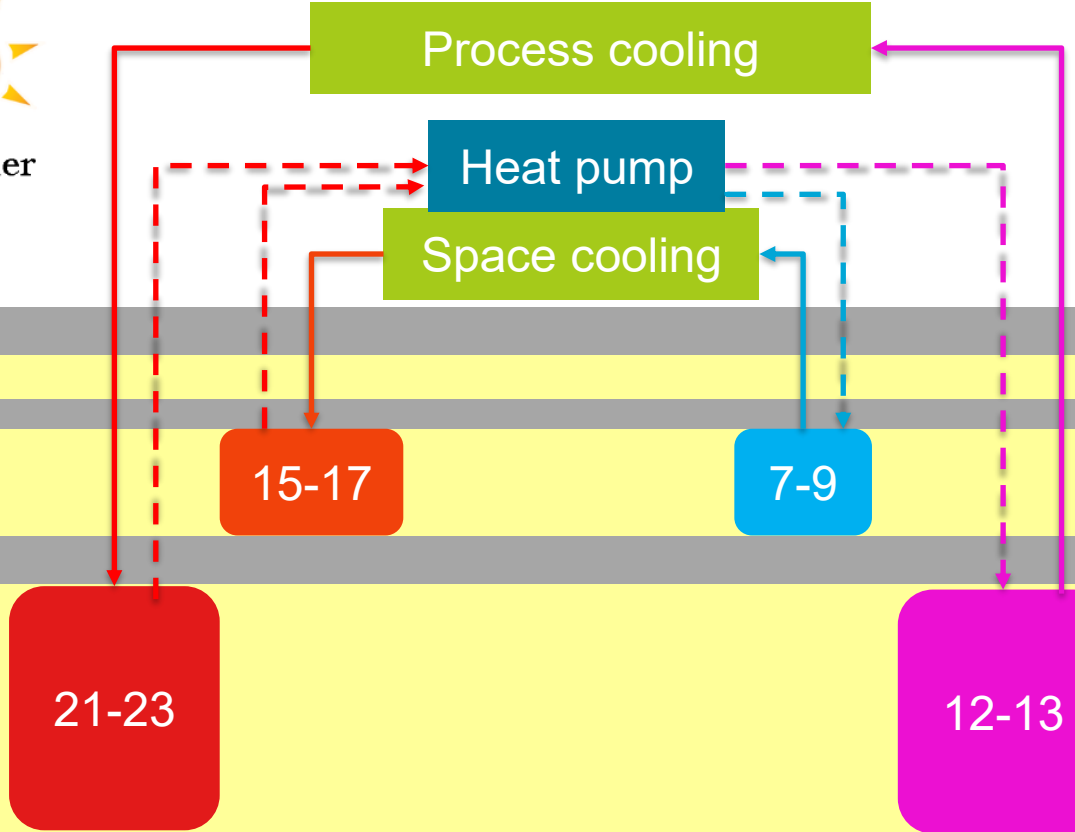 Process cooling
er
Heat pump
Space cooling
15-17
7-9
21-23
12-13